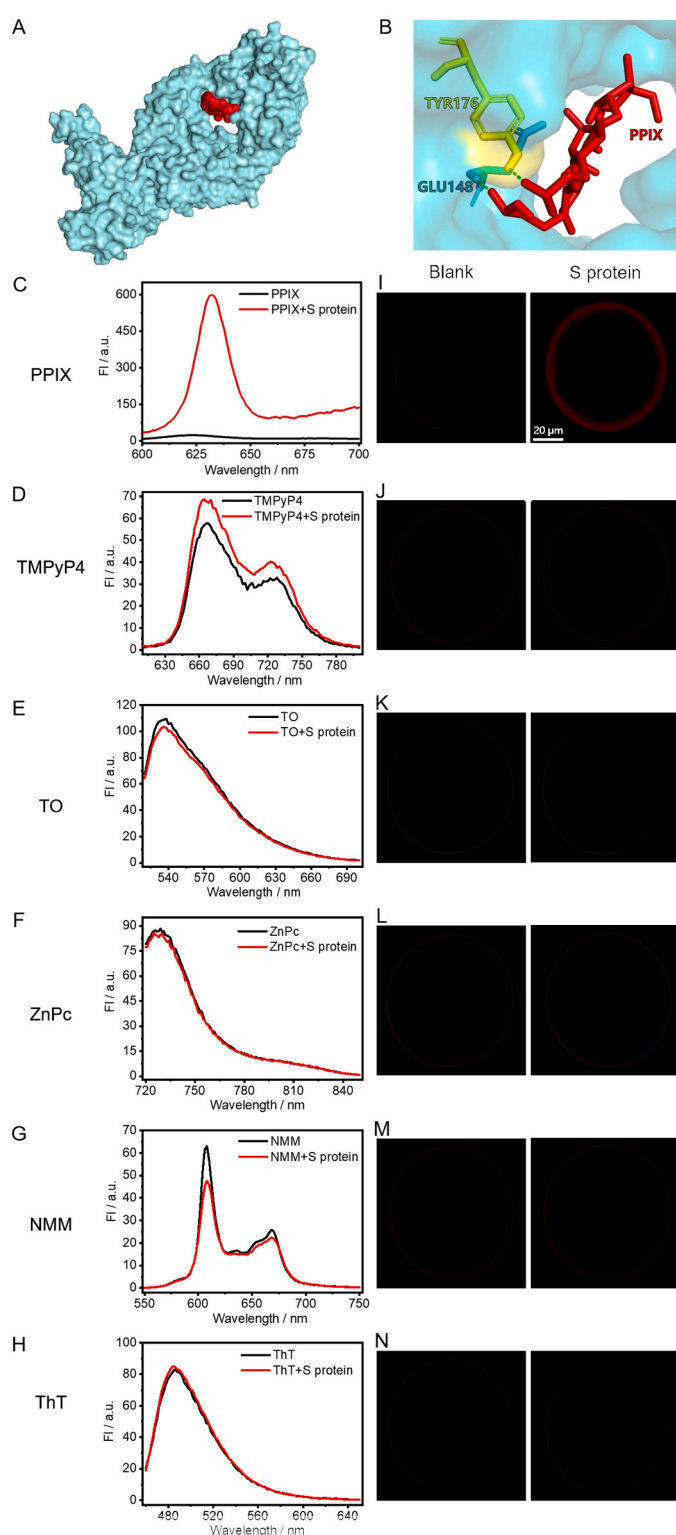 A
B
TYR176
PPIX
GLU148
C
PPIX
FI / a.u.
600
450
300
150
0
PPIX
PPIX+S protein
600 625 650 675 700
Wavelength / nm
Blank
S protein
I
20 µm
D
TMPyP4
FI / a.u.
70
60
50
40
30
20
10
0
TMPyP4
TMPyP4+S protein
630 660 690 720 750 780
Wavelength / nm
J
E
TO
FI / a.u.
120
100
80
60
40
20
0
TO
TO+S protein
540 570 600 630 660 690
Wavelength / nm
K
F
ZnPc
FI / a.u.
90
75
60
45
30
15
0
ZnPc
ZnPc+S protein
720 750 780 810 840
Wavelength / nm
L
G
NMM
FI / a.u.
70
60
50
40
30
20
10
0
NMM
NMM+S protein
550 600 650 700 750
Wavelength / nm
M
H
ThT
FI / a.u.
100
80
60
40
20
0
ThT
ThT+S protein
480 520 560 600 640
Wavelength / nm
N